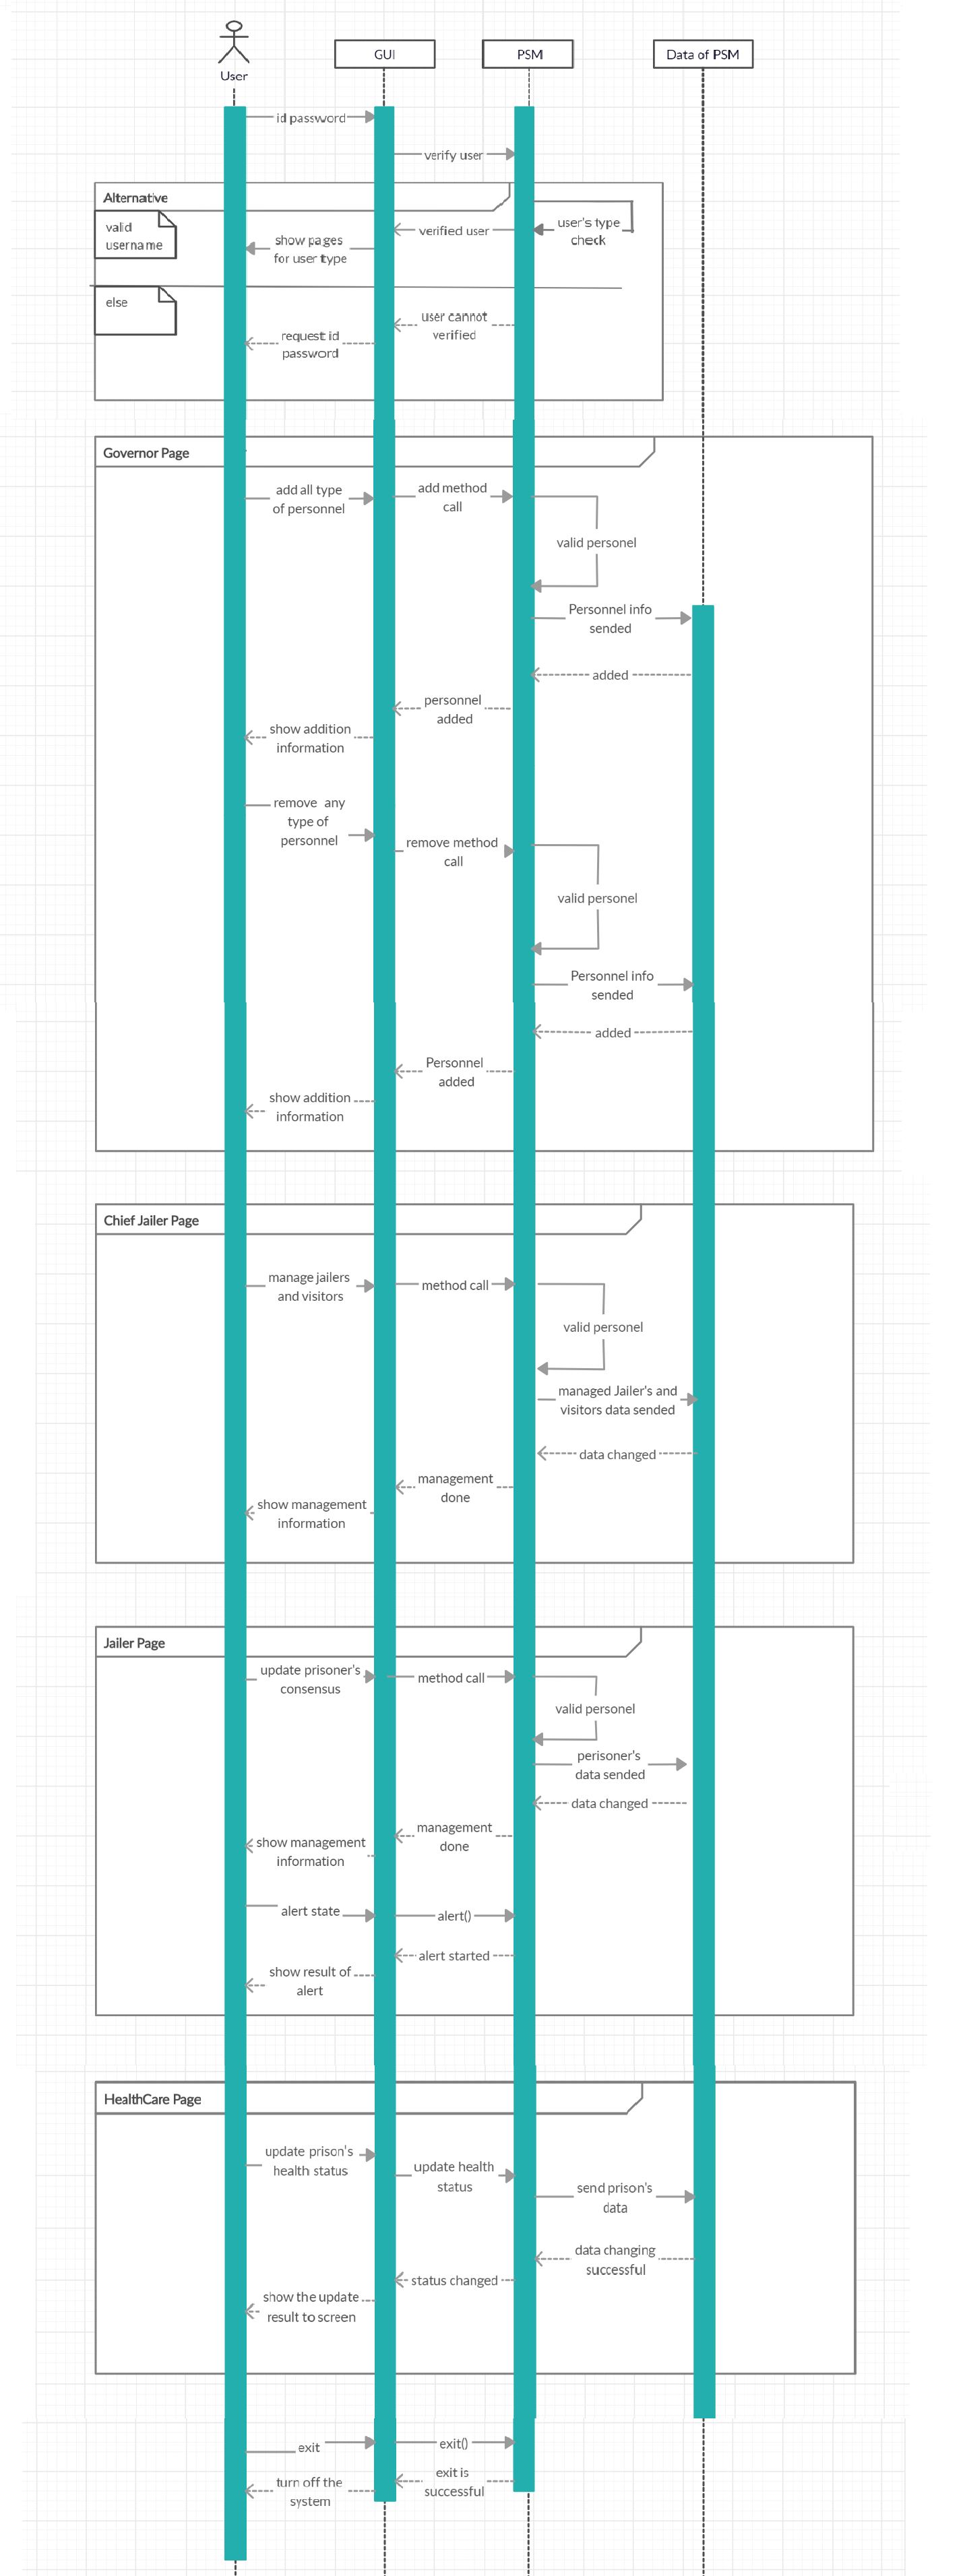 User
GUI
PSM
Data of PSM
id password
verify user
Alternative
valid
username
user's type
check
verified user
show pages
for user type
else
user cannot
verified
request id
password
Governor Page
add all type
of personnel
add method
call
valid personel
Personnel info
sended
added
personnel
added
show addition
information
remove any
type of
personnel
remove method
call
valid personel
Personnel info
sended
added
Personnel
added
show addition
information
Chief Jailer Page
manage jailers
and visitors
method call
valid personel
managed Jailer's and
visitors data sended
data changed
management
done
show management
information
Jailer Page
update prisoner's
consensus
method call
valid personel
perisoner's
data sended
data changed
management
done
show management
information
alert state
alert()
alert started
show result of
alert
HealthCare Page
update prison's
health status
update health
status
send prison's
data
data changing
successful
status changed
show the update
result to screen
exit
exit()
exit is
successful
turn off the
system